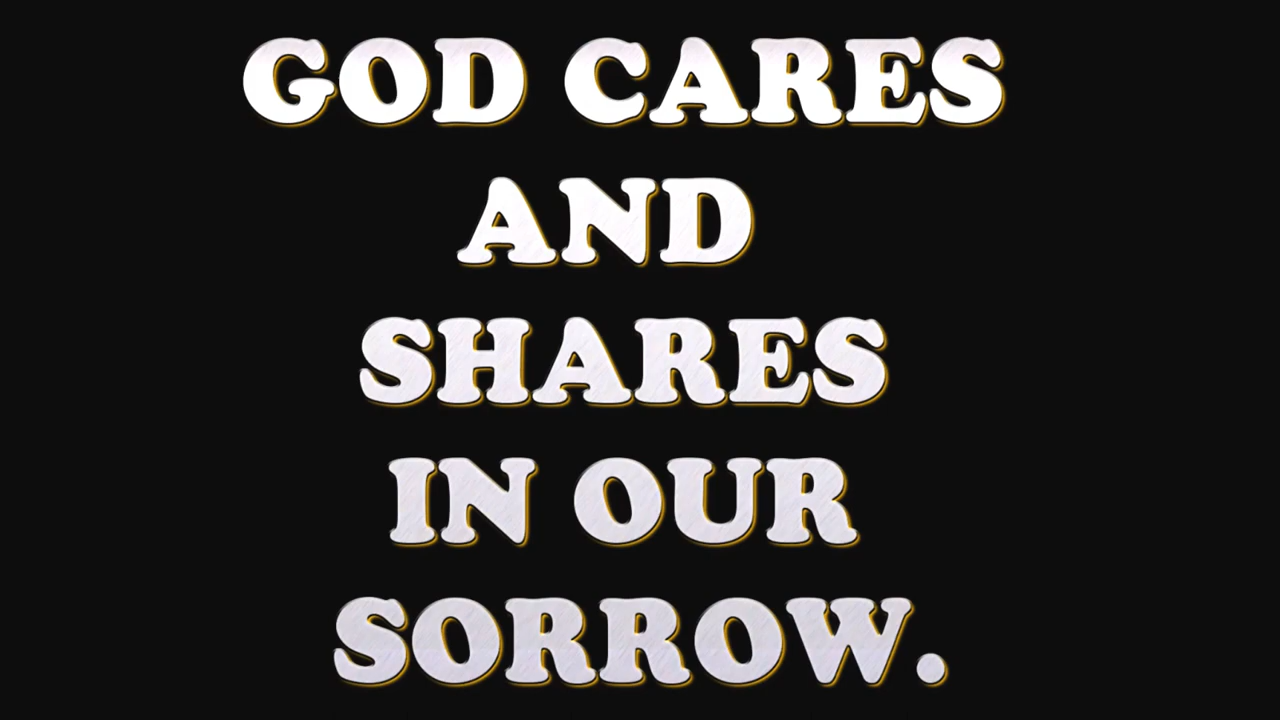 GOD CARES
AND
SHARES
IN OUR
SORROW.